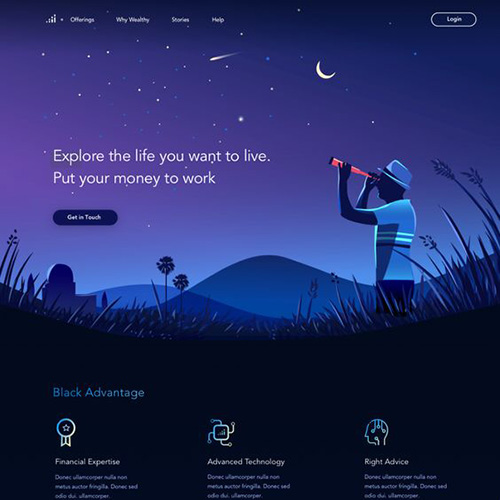 Offerings Why Wealthy Stories Help Login
Explore the life you want to live.
Put your money to work
Get in Touch
Black Advantage
Financial Expertise Advanced Technology Right Advice
Donec ullamcorper nulla non Donec ullamcorper nulla non Donec ullamcorper nulla non
metus auctor fringilla. Donec sed metus auctor fringilla. Donec sed metus auctor fringilla. Donec sed
odio dui. ullamcorper. odio dui. ullamcorper. odio dui. ullamcorper.